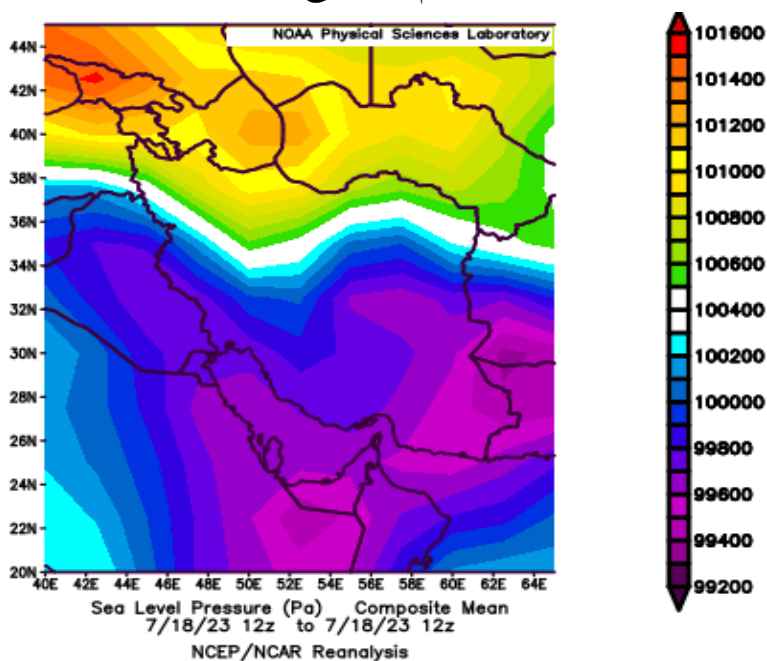 NOAA Physical Sciences Laboratory
44N
42N
40N
38N
36N
34N
32N
30N
28N
26N
24N
22N
20N
40E 42E 44E 46E 48E 50E 52E 54E 56E 58E 60E 62E 64E
101600
101400
101200
101000
100800
100600
100400
100200
100000
99800
99600
99400
99200
Sea Level Pressure (Pa) Composite Mean
7/18/23 12z to 7/18/23 12z
NCEP/NCAR Reanalysis